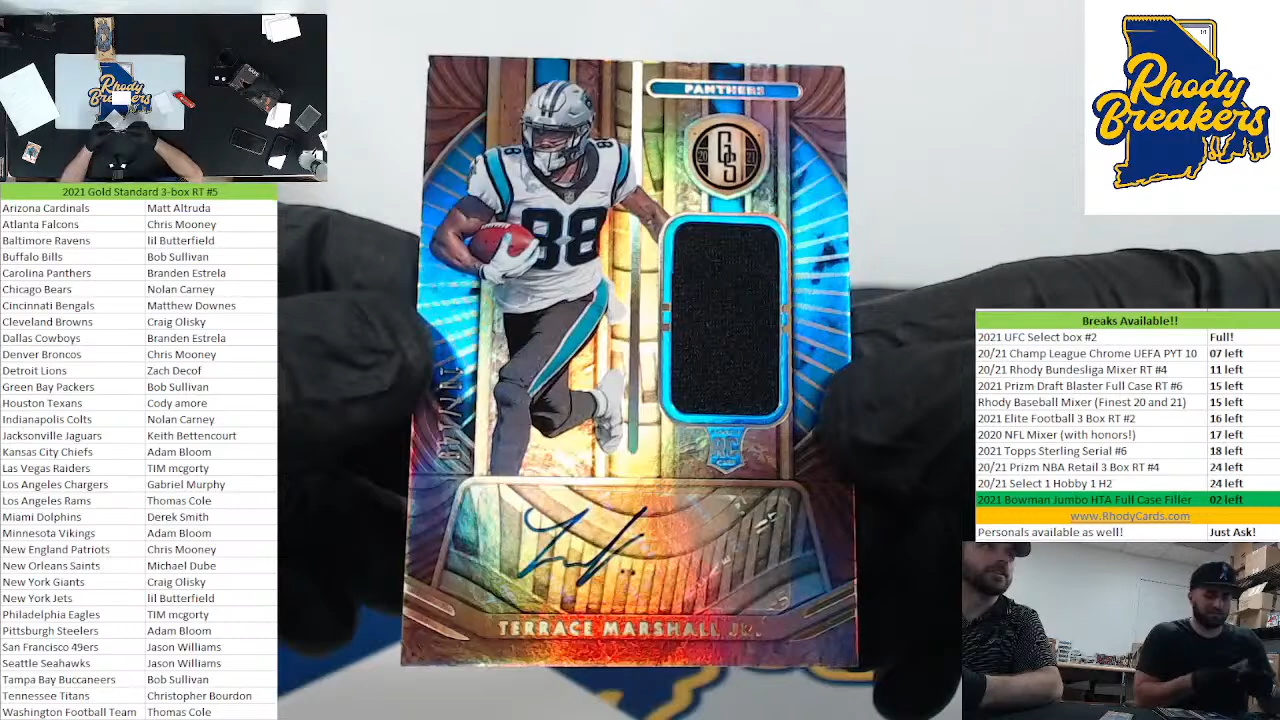 2021 Gold Standard 3-box RT #5
Arizona Cardinals Matt Altruda
Atlanta Falcons Chris Mooney
Baltimore Ravens lil Butterfield
Buffalo Bills Bob Sullivan
Carolina Panthers Branden Estrela
Chicago Bears Nolan Carney
Cincinnati Bengals Matthew Downes
Cleveland Browns Craig Olisky
Dallas Cowboys Branden Estrela
Denver Broncos Chris Mooney
Detroit Lions Zach Decof
Green Bay Packers Bob Sullivan
Houston Texans Cody amore
Indianapolis Colts Nolan Carney
Jacksonville Jaguars Keith Bettencourt
Kansas City Chiefs Adam Bloom
Las Vegas Raiders TIM mcgorty
Los Angeles Chargers Gabriel Murphy
Los Angeles Rams Thomas Cole
Miami Dolphins Derek Smith
Minnesota Vikings Adam Bloom
New England Patriots Chris Mooney
New Orleans Saints Michael Dube
New York Giants Craig Olisky
New York Jets lil Butterfield
Philadelphia Eagles TIM mcgorty
Pittsburgh Steelers Adam Bloom
San Francisco 49ers Jason Williams
Seattle Seahawks Jason Williams
Tampa Bay Buccaneers Bob Sullivan
Tennessee Titans Christopher Bourdon
Washington Football Team Thomas Cole
Rhody
Breakers
PANTHERS
20 GS 21
88
88
RC
TERRACE MARSHALL JR.
Rhody
Breakers
1/1
Breaks Available!!
2021 UFC Select box #2 Full!
20/21 Champ League Chrome UEFA PYT 10 07 left
20/21 Rhody Bundesliga Mixer RT #4 11 left
2021 Prizm Draft Blaster Full Case RT #6 15 left
Rhody Baseball Mixer (Finest 20 and 21) 15 left
2021 Elite Football 3 Box RT #2 16 left
2020 NFL Mixer (with honors!) 17 left
2021 Topps Sterling Serial #6 18 left
20/21 Prizm NBA Retail 3 Box RT #4 24 left
20/21 Select 1 Hobby 1 H2 24 left
2021 Bowman Jumbo HTA Full Case Filler 02 left
www.RhodyCards.com
Personals available as well! Just Ask!